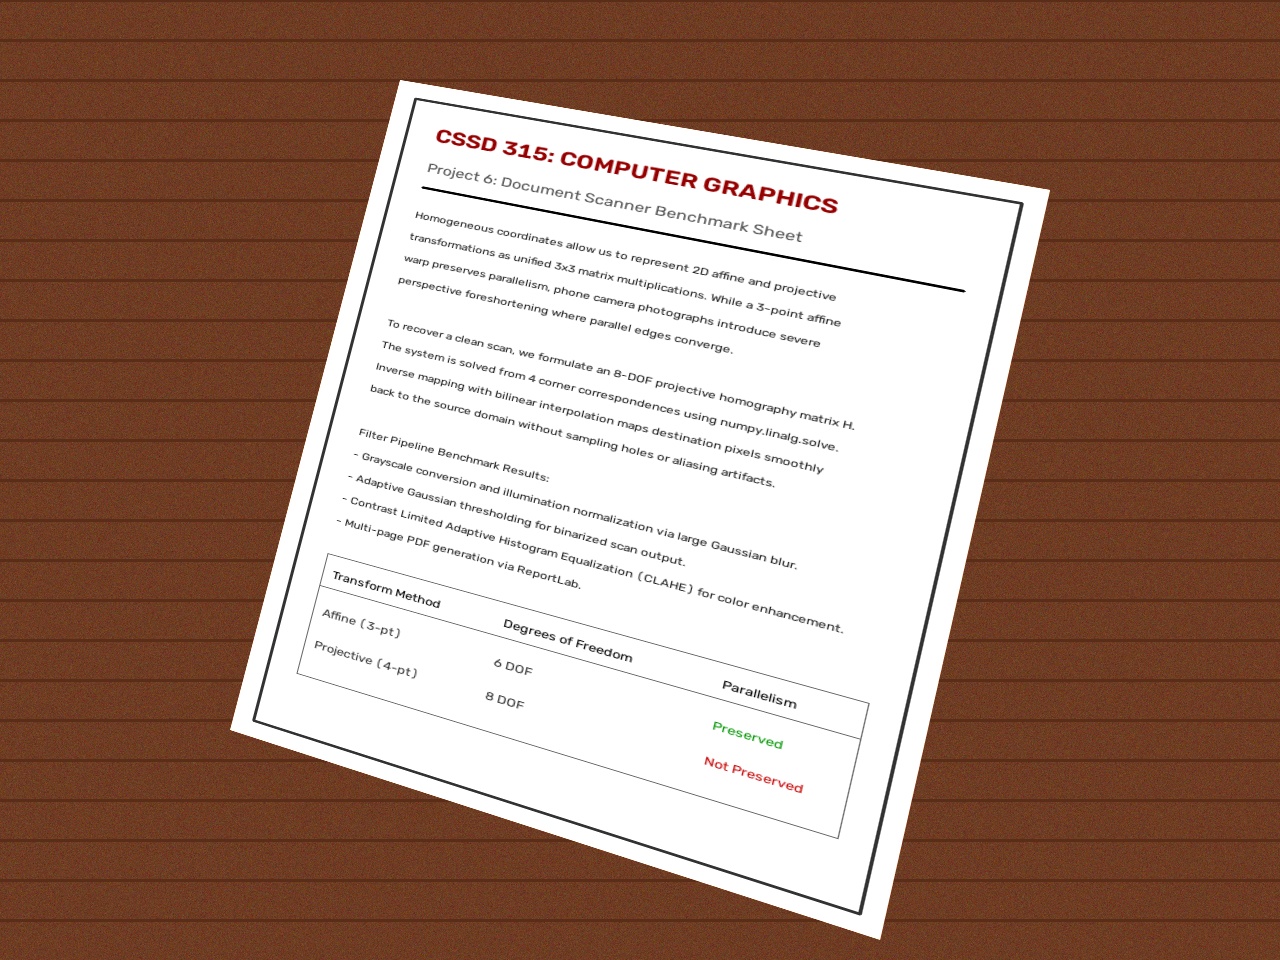 CSSD 315: COMPUTER GRAPHICS
Project 6: Document Scanner Benchmark Sheet
Homogeneous coordinates allow us to represent 2D affine and projective
transformations as unified 3x3 matrix multiplications. While a 3-point affine
warp preserves parallelism, phone camera photographs introduce severe
perspective foreshortening where parallel edges converge.
To recover a clean scan, we formulate an 8-DOF projective homography matrix H.
The system is solved from 4 corner correspondences using numpy.linalg.solve.
Inverse mapping with bilinear interpolation maps destination pixels smoothly
back to the source domain without sampling holes or aliasing artifacts.
Filter Pipeline Benchmark Results:
- Grayscale conversion and illumination normalization via large Gaussian blur.
- Adaptive Gaussian thresholding for binarized scan output.
- Contrast Limited Adaptive Histogram Equalization (CLAHE) for color enhancement.
- Multi-page PDF generation via ReportLab.
Transform Method Degrees of Freedom Parallelism
Affine (3-pt) 6 DOF Preserved
Projective (4-pt) 8 DOF Not Preserved